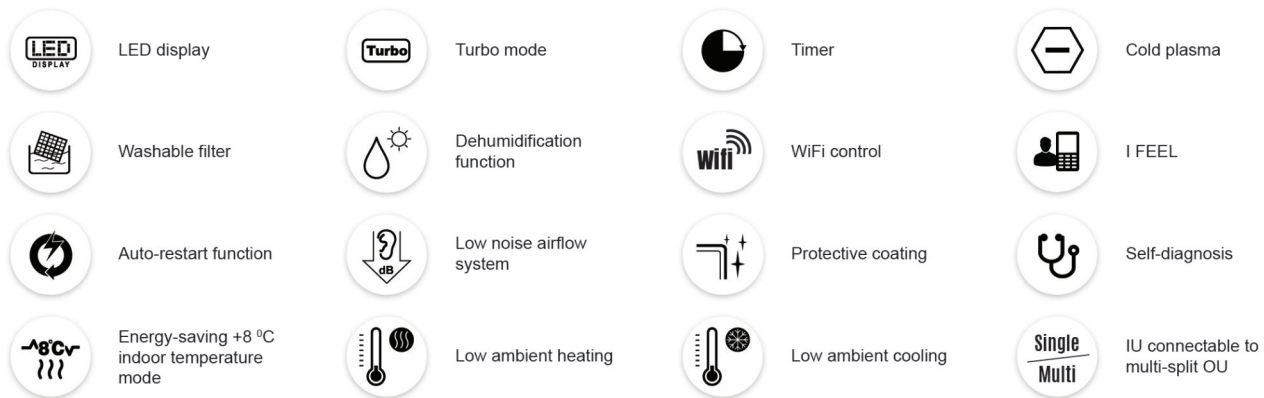 LED
DISPLAY
LED display
Turbo
Turbo mode
Timer
Cold plasma
Washable filter
Dehumidification
function
Wifi
WiFi control
I FEEL
Auto-restart function
dB
Low noise airflow
system
Protective coating
Self-diagnosis
8°C
Energy-saving +8 ⁰C
indoor temperature
mode
Low ambient heating
Low ambient cooling
Single
Multi
IU connectable to
multi-split OU